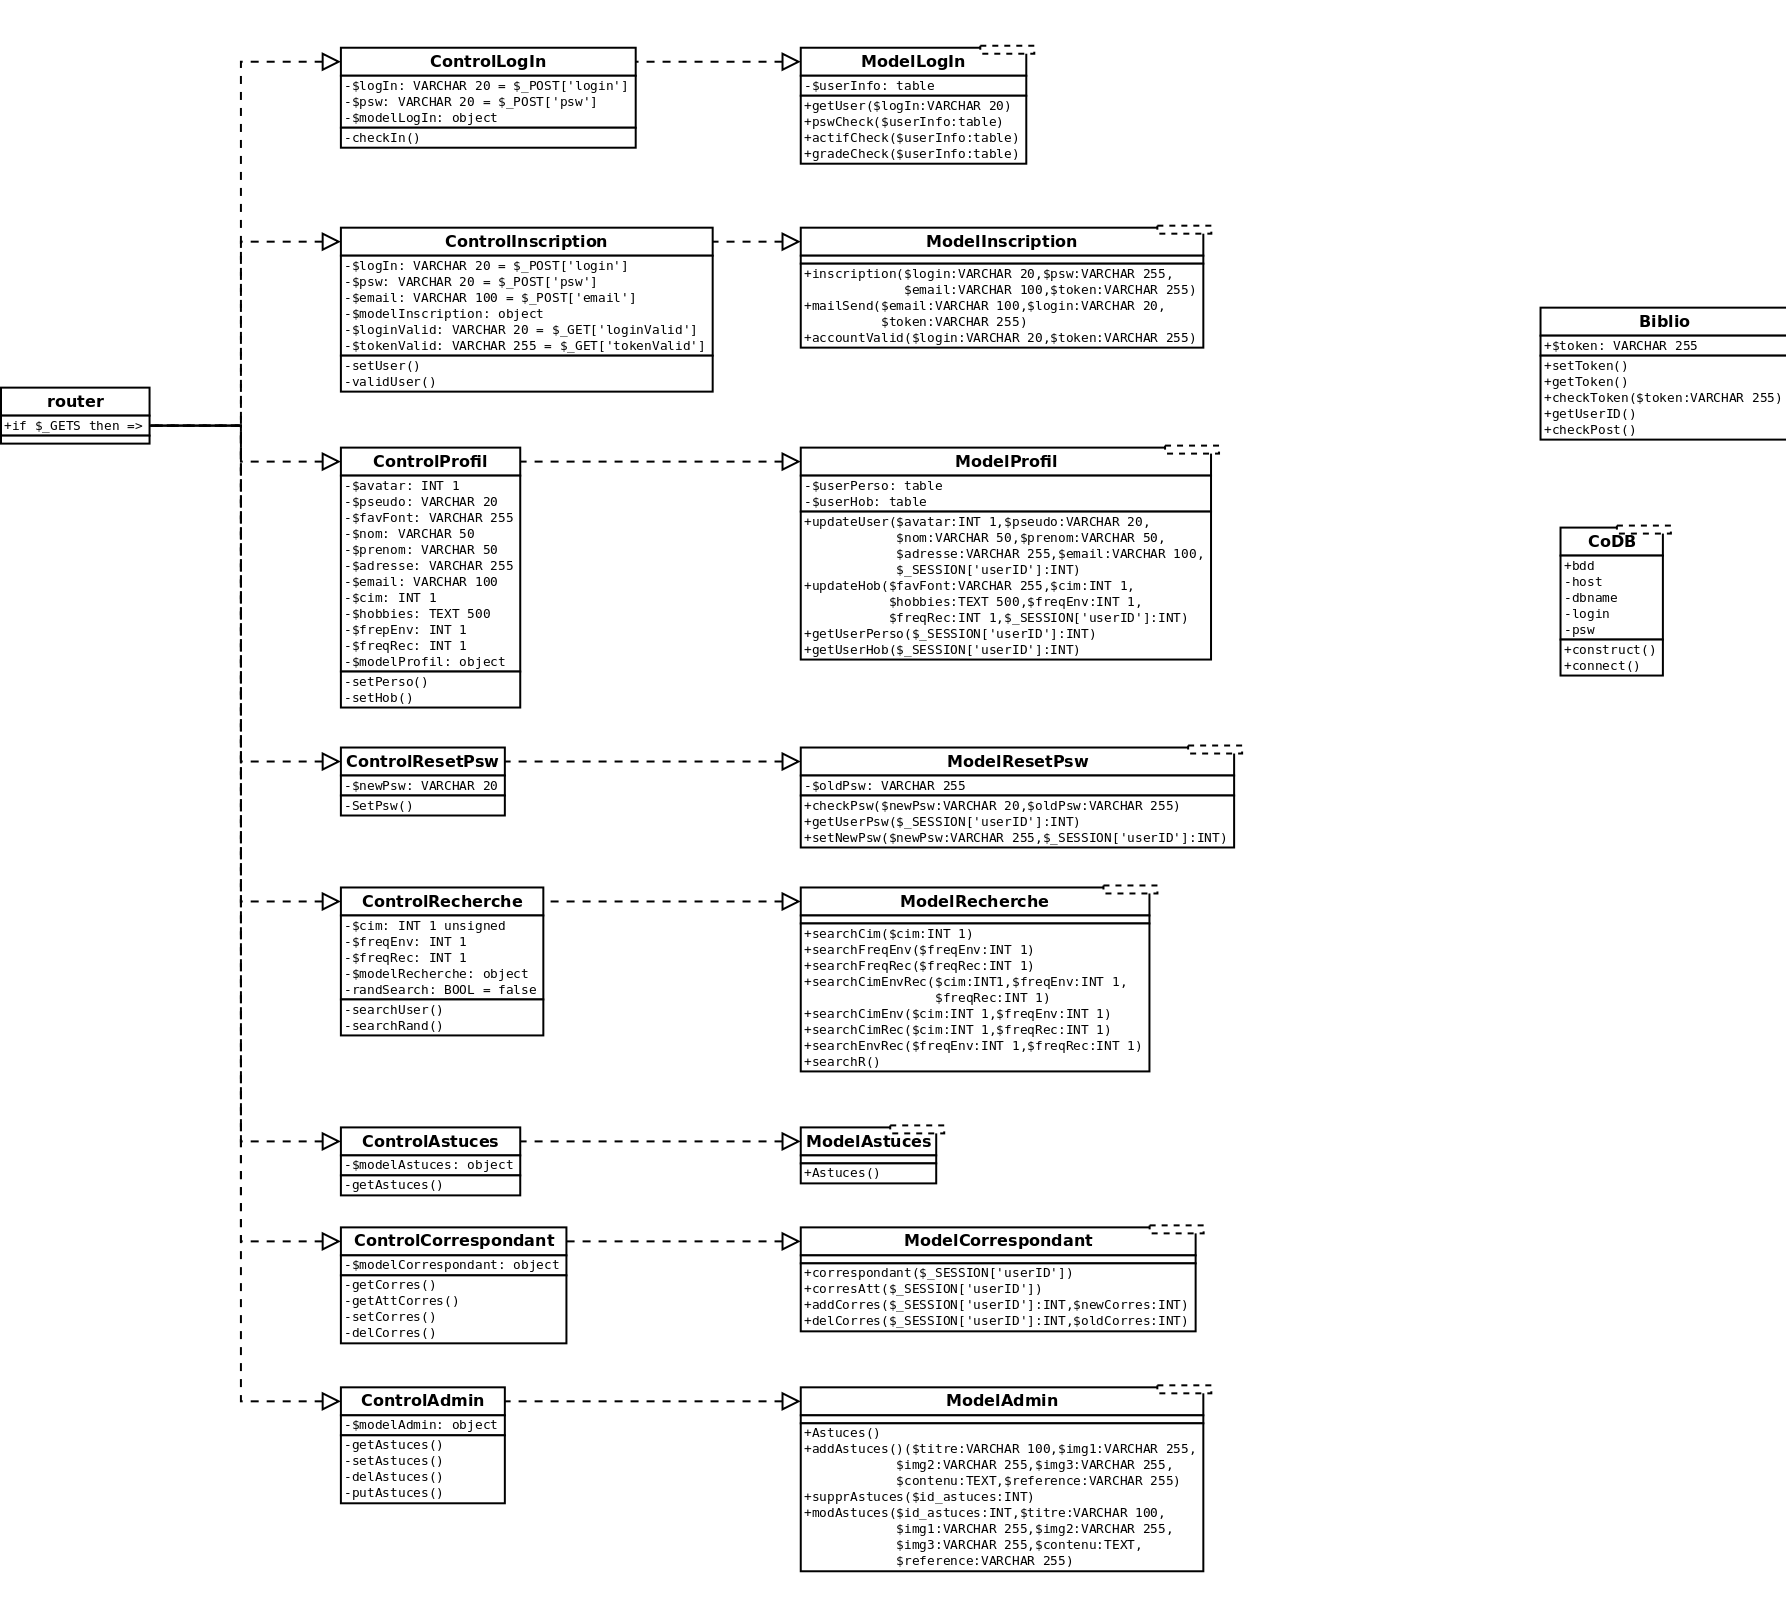 router
+if $_GETS then =>
ControlLogIn
-$logIn: VARCHAR 20 = $_POST['login']
-$psw: VARCHAR 20 = $_POST['psw']
-$modelLogIn: object
-checkIn()
ModelLogIn
-$userInfo: table
+getUser($logIn:VARCHAR 20)
+pswCheck($userInfo:table)
+actifCheck($userInfo:table)
+gradeCheck($userInfo:table)
ControlInscription
-$logIn: VARCHAR 20 = $_POST['login']
-$psw: VARCHAR 20 = $_POST['psw']
-$email: VARCHAR 100 = $_POST['email']
-$modelInscription: object
-$loginValid: VARCHAR 20 = $_GET['loginValid']
-$tokenValid: VARCHAR 255 = $_GET['tokenValid']
-setUser()
-validUser()
ModelInscription
+inscription($login:VARCHAR 20,$psw:VARCHAR 255,
$email:VARCHAR 100,$token:VARCHAR 255)
+mailSend($email:VARCHAR 100,$login:VARCHAR 20,
$token:VARCHAR 255)
+accountValid($login:VARCHAR 20,$token:VARCHAR 255)
ControlProfil
-$avatar: INT 1
-$pseudo: VARCHAR 20
-$favFont: VARCHAR 255
-$nom: VARCHAR 50
-$prenom: VARCHAR 50
-$adresse: VARCHAR 255
-$email: VARCHAR 100
-$cim: INT 1
-$hobbies: TEXT 500
-$frepEnv: INT 1
-$freqRec: INT 1
-$modelProfil: object
-setPerso()
-setHob()
ModelProfil
-$userPerso: table
-$userHob: table
+updateUser($avatar:INT 1,$pseudo:VARCHAR 20,
$nom:VARCHAR 50,$prenom:VARCHAR 50,
$adresse:VARCHAR 255,$email:VARCHAR 100,
$_SESSION['userID']:INT)
+updateHob($favFont:VARCHAR 255,$cim:INT 1,
$hobbies:TEXT 500,$freqEnv:INT 1,
$freqRec:INT 1,$_SESSION['userID']:INT)
+getUserPerso($_SESSION['userID']:INT)
+getUserHob($_SESSION['userID']:INT)
ControlResetPsw
-$newPsw: VARCHAR 20
-SetPsw()
ModelResetPsw
-$oldPsw: VARCHAR 255
+checkPsw($newPsw:VARCHAR 20,$oldPsw:VARCHAR 255)
+getUserPsw($_SESSION['userID']:INT)
+setNewPsw($newPsw:VARCHAR 255,$_SESSION['userID']:INT)
ControlRecherche
-$cim: INT 1 unsigned
-$freqEnv: INT 1
-$freqRec: INT 1
-$modelRecherche: object
-randSearch: BOOL = false
-searchUser()
-searchRand()
ModelRecherche
+searchCim($cim:INT 1)
+searchFreqEnv($freqEnv:INT 1)
+searchFreqRec($freqRec:INT 1)
+searchCimEnvRec($cim:INT1,$freqEnv:INT 1,
$freqRec:INT 1)
+searchCimEnv($cim:INT 1,$freqEnv:INT 1)
+searchCimRec($cim:INT 1,$freqRec:INT 1)
+searchEnvRec($freqEnv:INT 1,$freqRec:INT 1)
+searchR()
ControlAstuces
-$modelAstuces: object
-getAstuces()
ModelAstuces
+Astuces()
ControlCorrespondant
-$modelCorrespondant: object
-getCorres()
-getAttCorres()
-setCorres()
-delCorres()
ModelCorrespondant
+correspondant($_SESSION['userID'])
+corresAtt($_SESSION['userID'])
+addCorres($_SESSION['userID']:INT,$newCorres:INT)
+delCorres($_SESSION['userID']:INT,$oldCorres:INT)
ControlAdmin
-$modelAdmin: object
-getAstuces()
-setAstuces()
-delAstuces()
-putAstuces()
ModelAdmin
+Astuces()
+addAstuces()($titre:VARCHAR 100,$img1:VARCHAR 255,
$img2:VARCHAR 255,$img3:VARCHAR 255,
$contenu:TEXT,$reference:VARCHAR 255)
+supprAstuces($id_astuces:INT)
+modAstuces($id_astuces:INT,$titre:VARCHAR 100,
$img1:VARCHAR 255,$img2:VARCHAR 255,
$img3:VARCHAR 255,$contenu:TEXT,
$reference:VARCHAR 255)
Biblio
+$token: VARCHAR 255
+setToken()
+getToken()
+checkToken($token:VARCHAR 255)
+getUserID()
+checkPost()
CoDB
+bdd
-host
-dbname
-login
-psw
+construct()
+connect()